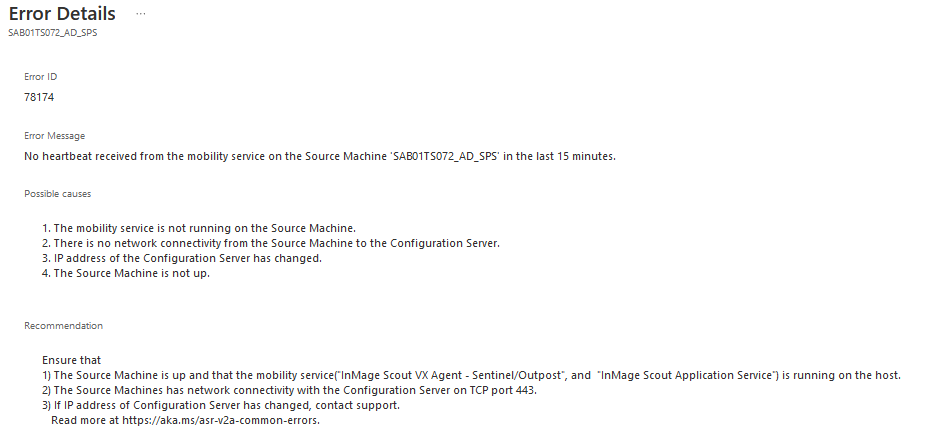 Error Details ...
SAB01TS072_AD_SPS
Error ID
78174
Error Message
No heartbeat received from the mobility service on the Source Machine 'SAB01TS072_AD_SPS' in the last 15 minutes.
Possible causes
1. The mobility service is not running on the Source Machine.
2. There is no network connectivity from the Source Machine to the Configuration Server.
3. IP address of the Configuration Server has changed.
4. The Source Machine is not up.
Recommendation
Ensure that
1) The Source Machine is up and that the mobility service("InMage Scout VX Agent - Sentinel/Outpost", and "InMage Scout Application Service") is running on the host.
2) The Source Machines has network connectivity with the Configuration Server on TCP port 443.
3) If IP address of Configuration Server has changed, contact support.
Read more at https://aka.ms/asr-v2a-common-errors.